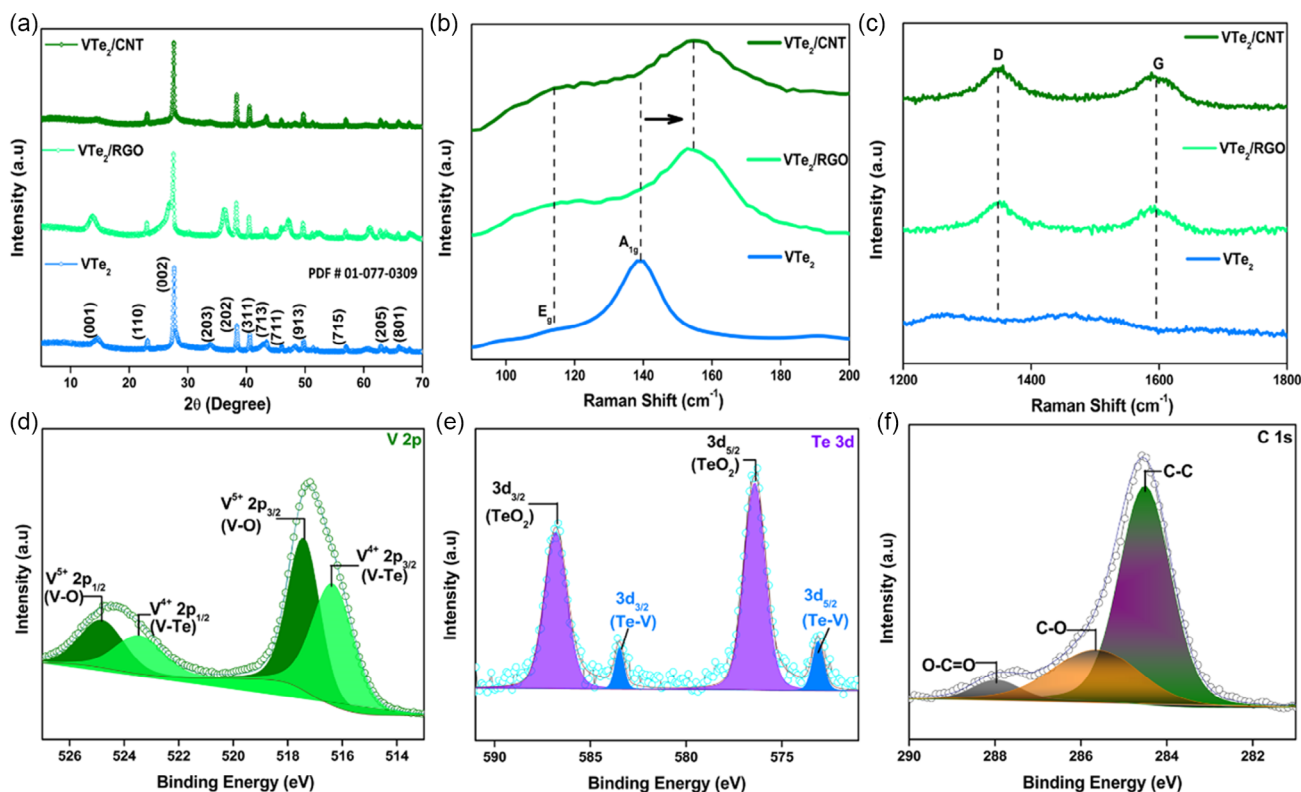 (a)
VTe₂/CNT
VTe₂/RGO
PDF # 01-077-0309
VTe₂
(001)
(110)
(002)
(203)
(202)
(311)
(713)
(711)
(913)
(715)
(205)
(801)
Intensity (a.u)
10 20 30 40 50 60 70
2θ (Degree)
(b)
VTe₂/CNT
VTe₂/RGO
A₁g
VTe₂
Eg
Intensity (a.u)
100 120 140 160 180 200
Raman Shift (cm⁻¹)
(c)
VTe₂/CNT
D
G
VTe₂/RGO
VTe₂
Intensity (a.u)
1200 1400 1600 1800
Raman Shift (cm⁻¹)
(d)
V 2p
V⁵⁺ 2p₃/₂
(V-O)
V⁴⁺ 2p₃/₂
(V-Te)
V⁵⁺ 2p₁/₂
(V-O)
V⁴⁺ 2p₁/₂
(V-Te)
Intensity (a.u)
526 524 522 520 518 516 514
Binding Energy (eV)
(e)
Te 3d
3d₅/₂
(TeO₂)
3d₃/₂
(TeO₂)
3d₃/₂
(Te-V)
3d₅/₂
(Te-V)
Intensity (a.u)
590 585 580 575
Binding Energy (eV)
(f)
C 1s
C-C
C-O
O-C=O
Intensity (a.u)
290 288 286 284 282
Binding Energy (eV)